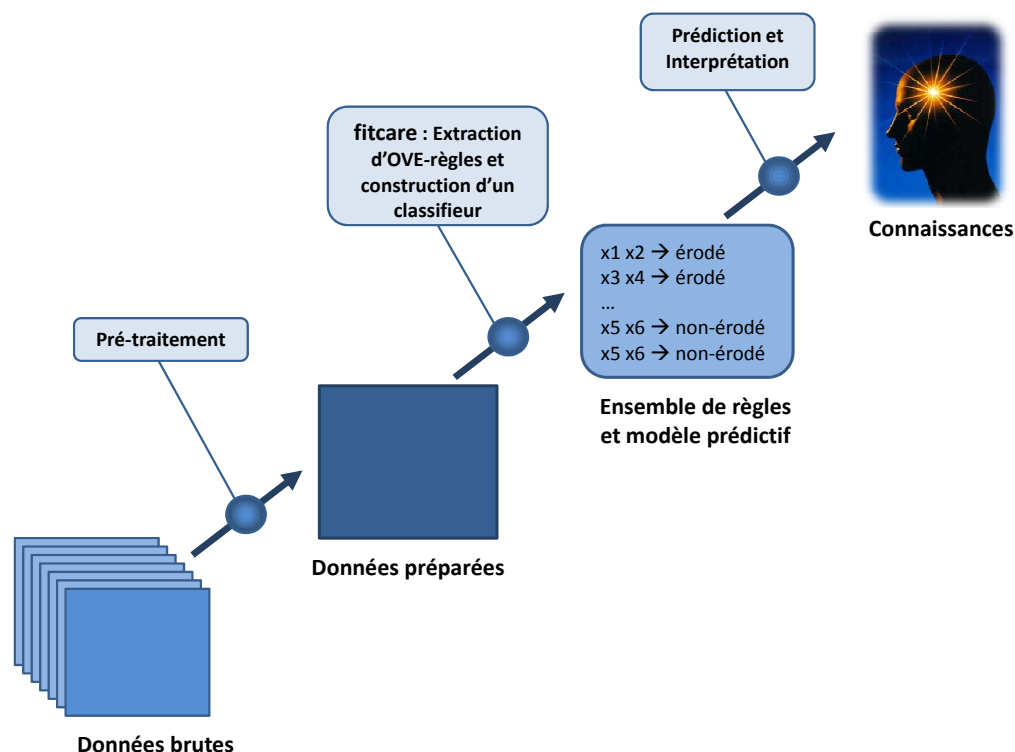 Prédiction et
Interprétation
Connaissances
fitcare : Extraction
d'OVE-règles et
construction d'un
classifieur
x1 x2 → érodé
x3 x4 → érodé
...
x5 x6 → non-érodé
x5 x6 → non-érodé
Ensemble de règles
et modèle prédictif
Pré-traitement
Données préparées
Données brutes